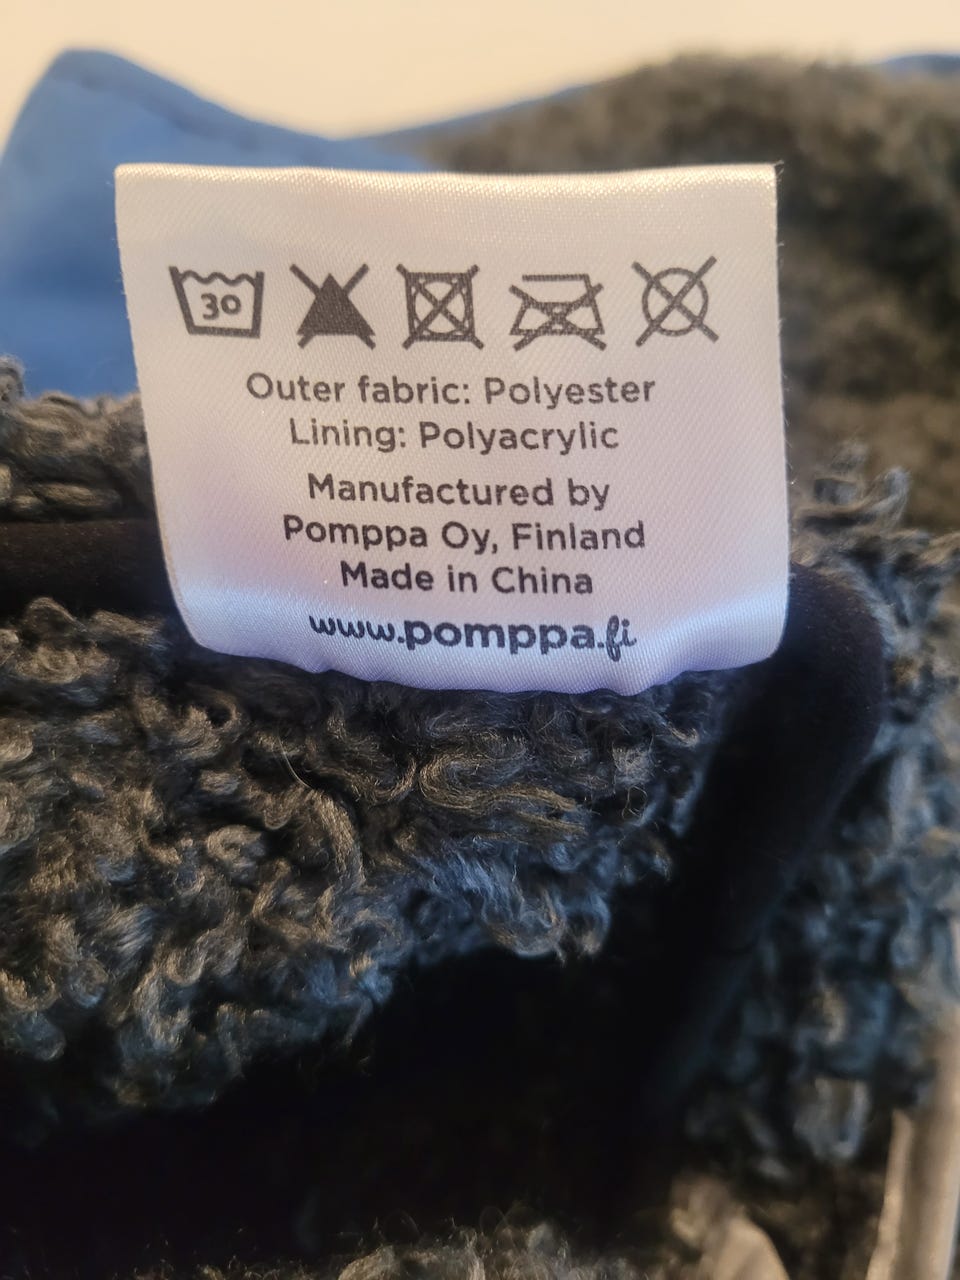 30
Outer fabric: Polyester
Lining: Polyacrylic
Manufactured by
Pomppa Oy, Finland
Made in China
www.pomppa.fi